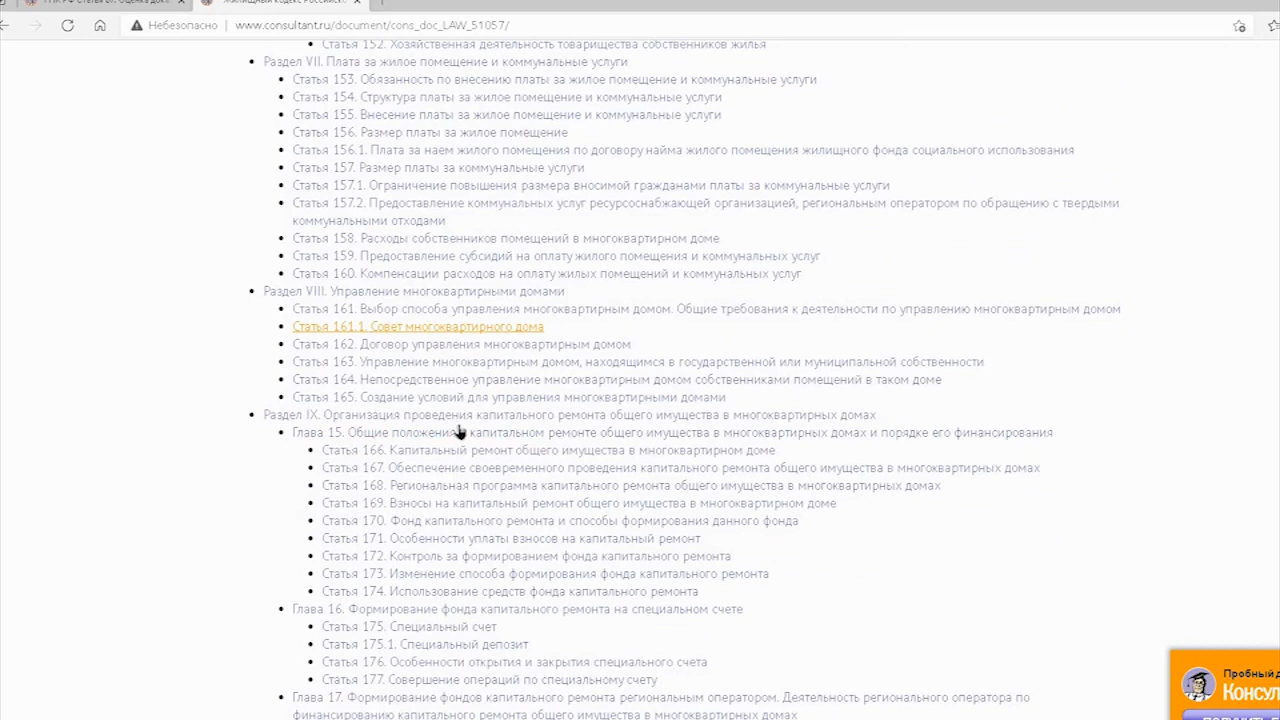 ГПК РФ Статья 67. Оценка дока
Жилищный кодекс Российско
Небезопасно | www.consultant.ru/document/cons_doc_LAW_51057/
Статья 152. Хозяйственная деятельность товарищества собственников жилья
Раздел VII. Плата за жилое помещение и коммунальные услуги
Статья 153. Обязанность по внесению платы за жилое помещение и коммунальные услуги
Статья 154. Структура платы за жилое помещение и коммунальные услуги
Статья 155. Внесение платы за жилое помещение и коммунальные услуги
Статья 156. Размер платы за жилое помещение
Статья 156.1. Плата за наем жилого помещения по договору найма жилого помещения жилищного фонда социального использования
Статья 157. Размер платы за коммунальные услуги
Статья 157.1. Ограничение повышения размера вносимой гражданами платы за коммунальные услуги
Статья 157.2. Предоставление коммунальных услуг ресурсоснабжающей организацией, региональным оператором по обращению с твердыми
коммунальными отходами
Статья 158. Расходы собственников помещений в многоквартирном доме
Статья 159. Предоставление субсидий на оплату жилого помещения и коммунальных услуг
Статья 160. Компенсации расходов на оплату жилых помещений и коммунальных услуг
Раздел VIII. Управление многоквартирными домами
Статья 161. Выбор способа управления многоквартирным домом. Общие требования к деятельности по управлению многоквартирным домом
Статья 161.1. Совет многоквартирного дома
Статья 162. Договор управления многоквартирным домом
Статья 163. Управление многоквартирным домом, находящимся в государственной или муниципальной собственности
Статья 164. Непосредственное управление многоквартирным домом собственниками помещений в таком доме
Статья 165. Создание условий для управления многоквартирными домами
Раздел IX. Организация проведения капитального ремонта общего имущества в многоквартирных домах
Глава 15. Общие положения капитальном ремонте общего имущества в многоквартирных домах и порядке его финансирования
Статья 166. Капитальный ремонт общего имущества в многоквартирном доме
Статья 167. Обеспечение своевременного проведения капитального ремонта общего имущества в многоквартирных домах
Статья 168. Региональная программа капитального ремонта общего имущества в многоквартирных домах
Статья 169. Взносы на капитальный ремонт общего имущества в многоквартирном доме
Статья 170. Фонд капитального ремонта и способы формирования данного фонда
Статья 171. Особенности уплаты взносов на капитальный ремонт
Статья 172. Контроль за формированием фонда капитального ремонта
Статья 173. Изменение способа формирования фонда капитального ремонта
Статья 174. Использование средств фонда капитального ремонта
Глава 16. Формирование фонда капитального ремонта на специальном счете
Статья 175. Специальный счет
Статья 175.1. Специальный депозит
Статья 176. Особенности открытия и закрытия специального счета
Статья 177. Совершение операций по специальному счету
Глава 17. Формирование фондов капитального ремонта региональным оператором. Деятельность регионального оператора по
финансированию капитального ремонта общего имущества в многоквартирных домах
Пробный д
Консул